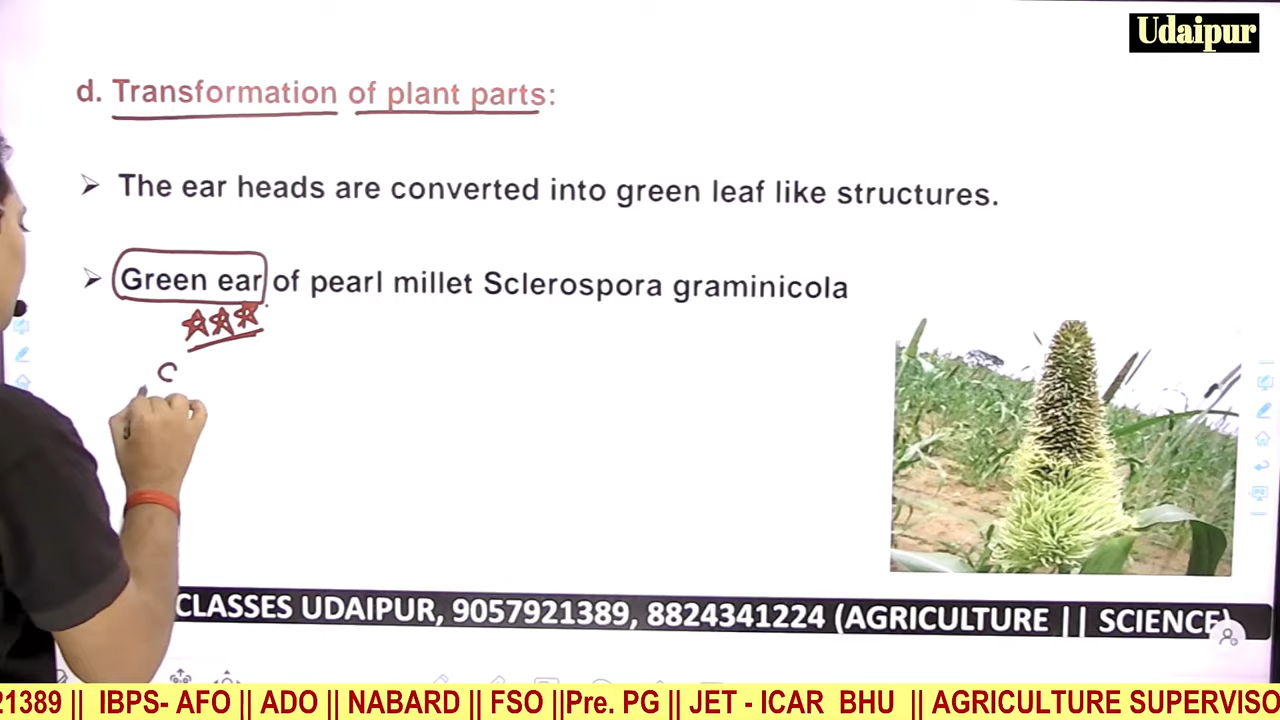 Udaipur
d. Transformation of plant parts:
➢ The ear heads are converted into green leaf like structures.
➢ Green ear of pearl millet Sclerospora graminicola
C
CLASSES UDAIPUR, 9057921389, 8824341224 (AGRICULTURE || SCIENCE)
21389 || IBPS- AFO || ADO || NABARD || FSO ||Pre. PG || JET - ICAR BHU || AGRICULTURE SUPERVISO